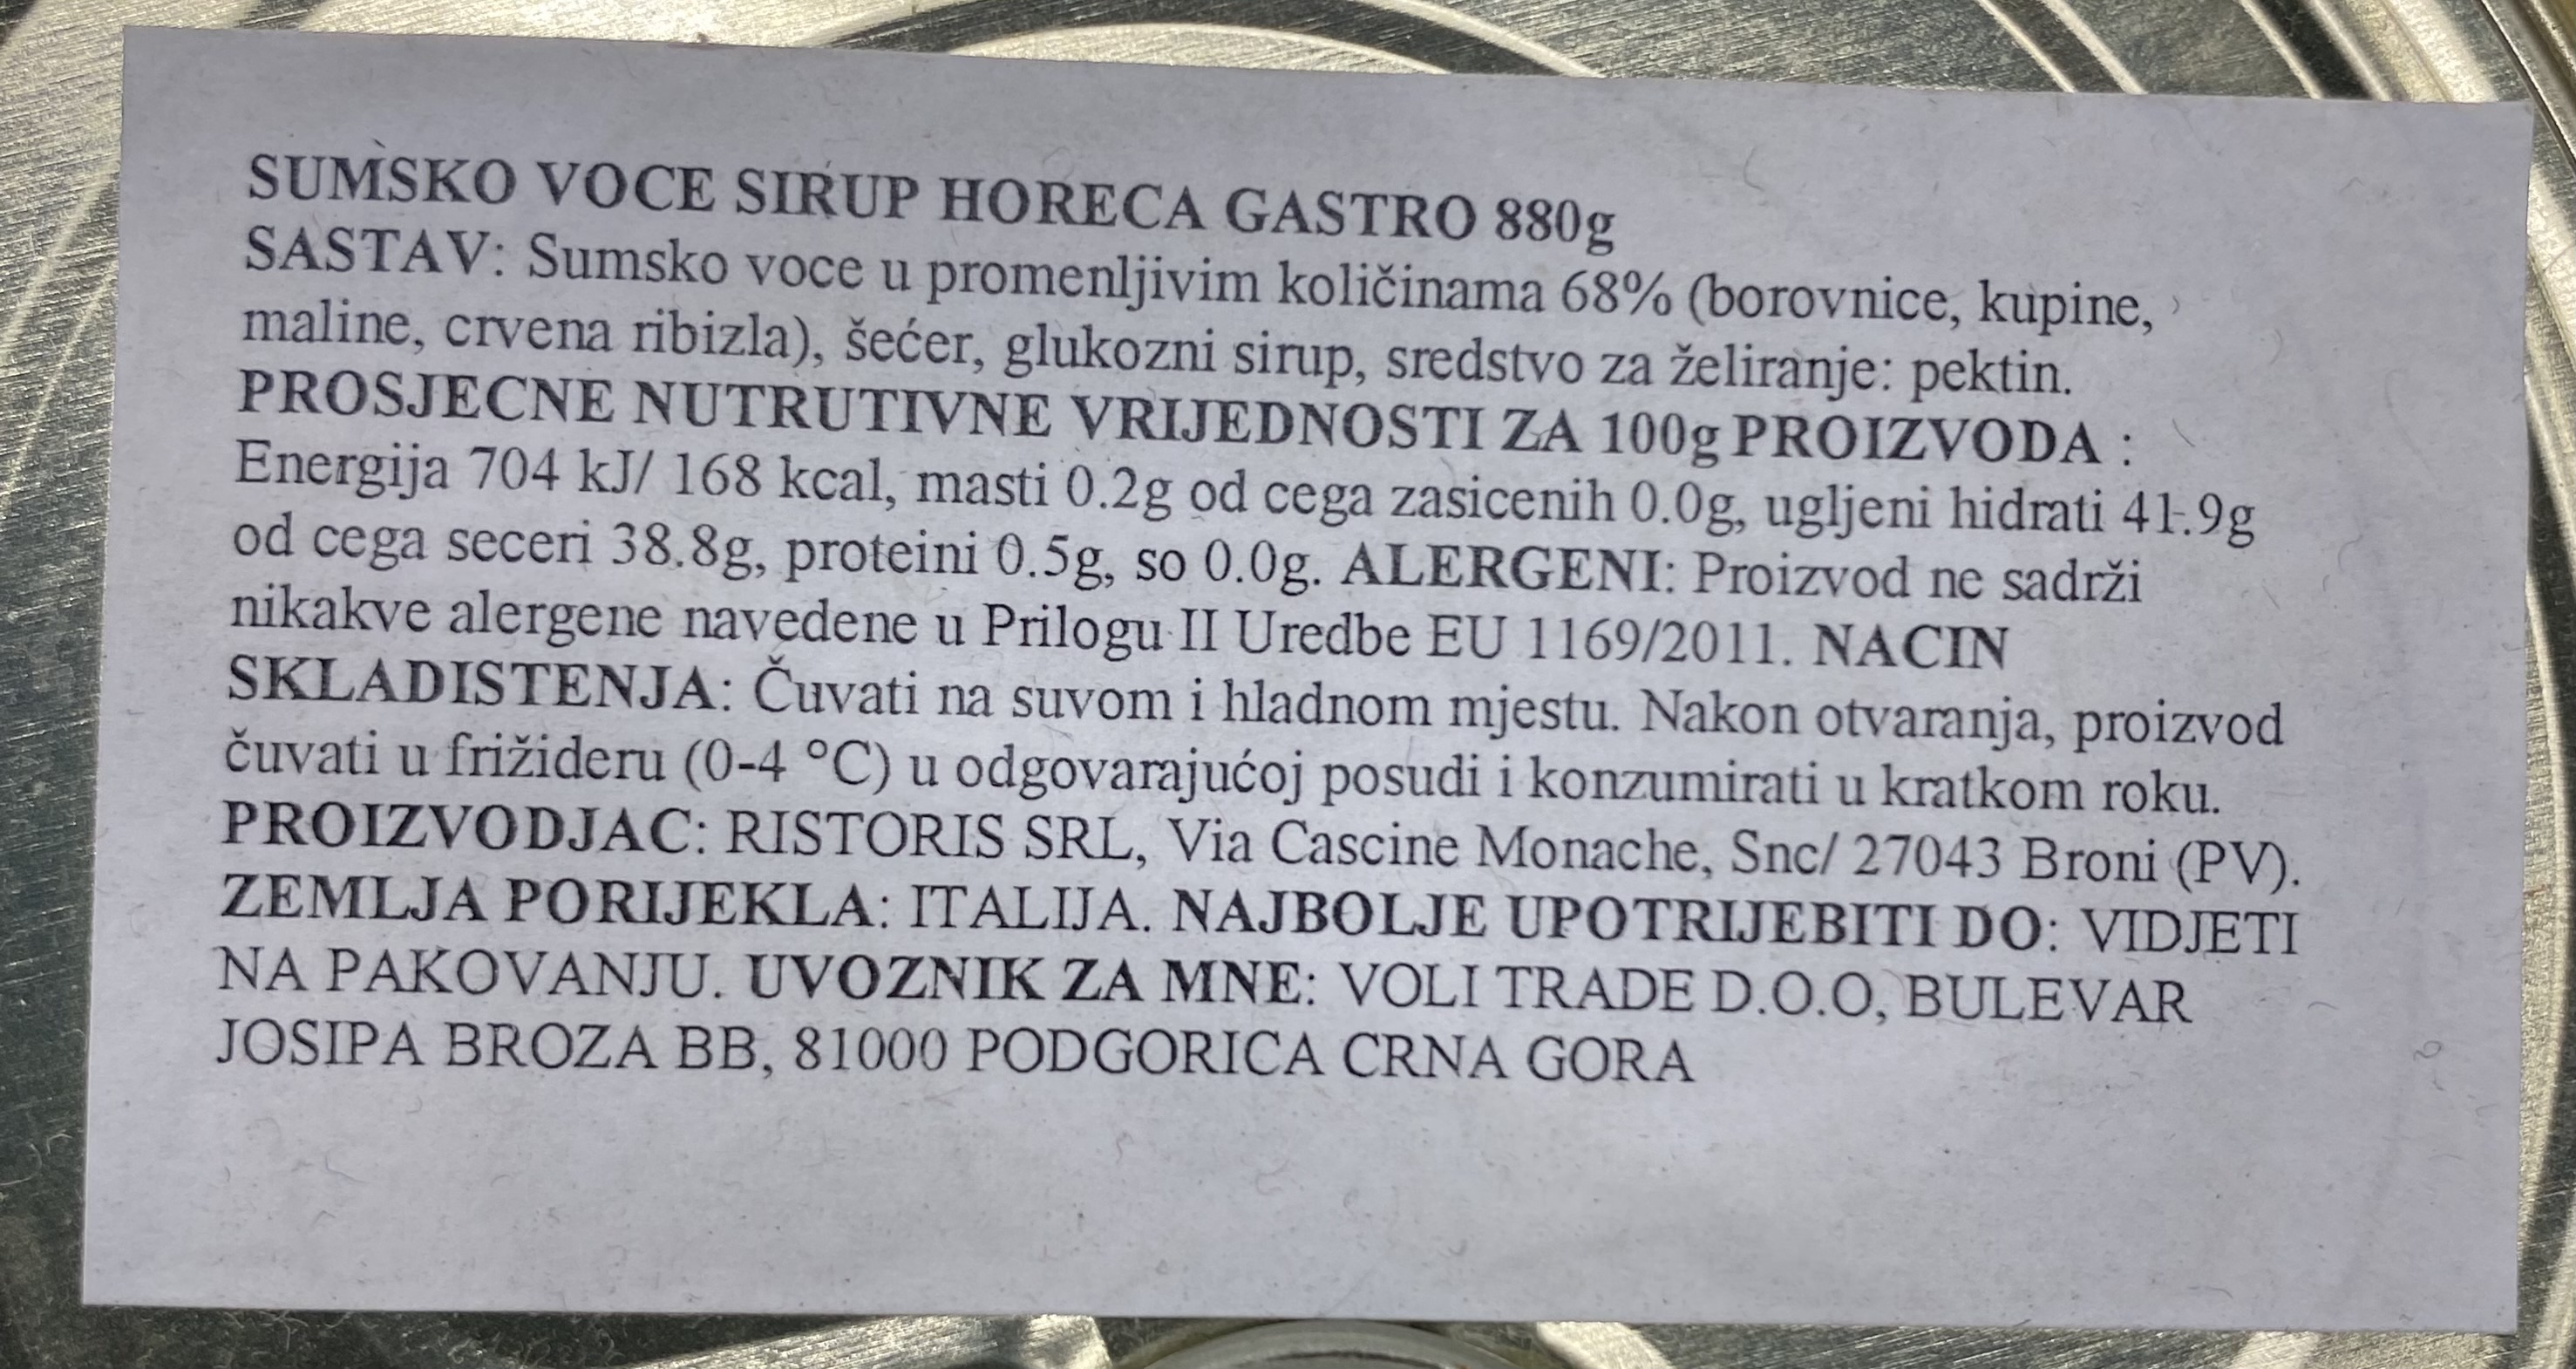 SUMSKO VOCE SIRUP HORECA GASTRO 880g
SASTAV: Sumsko voce u promenljivim količinama 68% (borovnice, kupine,
maline, crvena ribizla), šećer, glukozni sirup, sredstvo za želiranje: pektin.
PROSJECNE NUTRUTIVNE VRIJEDNOSTI ZA 100g PROIZVODA :
Energija 704 kJ/ 168 kcal, masti 0.2g od cega zasicenih 0.0g, ugljeni hidrati 41.9g
od cega seceri 38.8g, proteini 0.5g, so 0.0g. ALERGENI: Proizvod ne sadrži
nikakve alergene navedene u Prilogu II Uredbe EU 1169/2011. NACIN
SKLADISTENJA: Čuvati na suvom i hladnom mjestu. Nakon otvaranja, proizvod
čuvati u frižideru (0-4 °C) u odgovarajućoj posudi i konzumirati u kratkom roku.
PROIZVODJAC: RISTORIS SRL, Via Cascine Monache, Snc/ 27043 Broni (PV).
ZEMLJA PORIJEKLA: ITALIJA. NAJBOLJE UPOTRIJEBITI DO: VIDJETI
NA PAKOVANJU. UVOZNIK ZA MNE: VOLI TRADE D.O.O, BULEVAR
JOSIPA BROZA BB, 81000 PODGORICA CRNA GORA